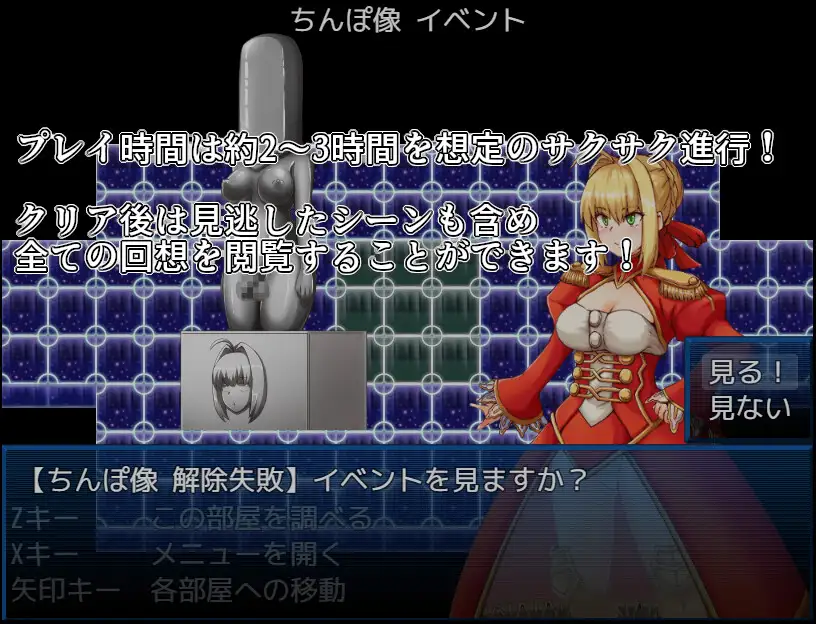 ちんぽ像 イベント
プレイ時間は約2～3時間を想定のサクサク進行！
クリア後は見逃したシーンも含め
全ての回想を閲覧することができます！
見る！
見ない
【ちんぽ像 解除失敗】イベントを見ますか？
Zキー この部屋を調べる
Xキー メニューを開く
矢印キー 各部屋への移動